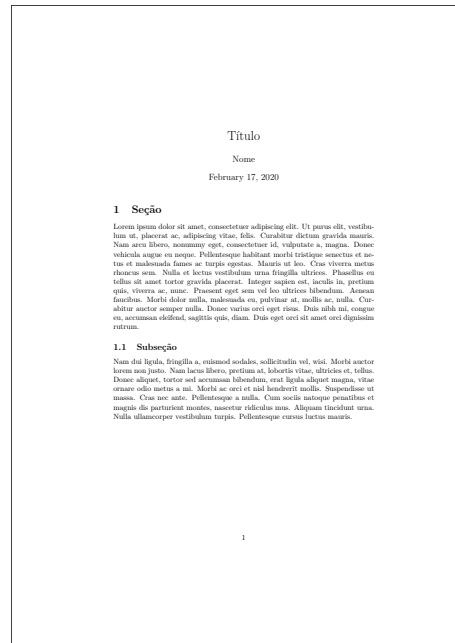 Título
Nome
February 17, 2020
1 Seção
Lorem ipsum dolor sit amet, consectetuer adipiscing elit. Ut purus elit, vestibu-
lum ut, placerat ac, adipiscing vitae, felis. Curabitur dictum gravida mauris.
Nam arcu libero, nonummy eget, consectetuer id, vulputate a, magna. Donec
vehicula augue eu neque. Pellentesque habitant morbi tristique senectus et ne-
tus et malesuada fames ac turpis egestas. Mauris ut leo. Cras viverra metus
rhoncus sem. Nulla et lectus vestibulum urna fringilla ultrices. Phasellus eu
tellus sit amet tortor gravida placerat. Integer sapien est, iaculis in, pretium
quis, viverra ac, nunc. Praesent eget sem vel leo ultrices bibendum. Aenean
faucibus. Morbi dolor nulla, malesuada eu, pulvinar at, mollis ac, nulla. Cur-
abitur auctor semper nulla. Donec varius orci eget risus. Duis nibh mi, congue
eu, accumsan eleifend, sagittis quis, diam. Duis eget orci sit amet orci dignissim
rutrum.
1.1 Subseção
Nam dui ligula, fringilla a, euismod sodales, sollicitudin vel, wisi. Morbi auctor
lorem non justo. Nam lacus libero, pretium at, lobortis vitae, ultricies et, tellus.
Donec aliquet, tortor sed accumsan bibendum, erat ligula aliquet magna, vitae
ornare odio metus a mi. Morbi ac orci et nisl hendrerit mollis. Suspendisse ut
massa. Cras nec ante. Pellentesque a nulla. Cum sociis natoque penatibus et
magnis dis parturient montes, nascetur ridiculus mus. Aliquam tincidunt urna.
Nulla ullamcorper vestibulum turpis. Pellentesque cursus luctus mauris.
1